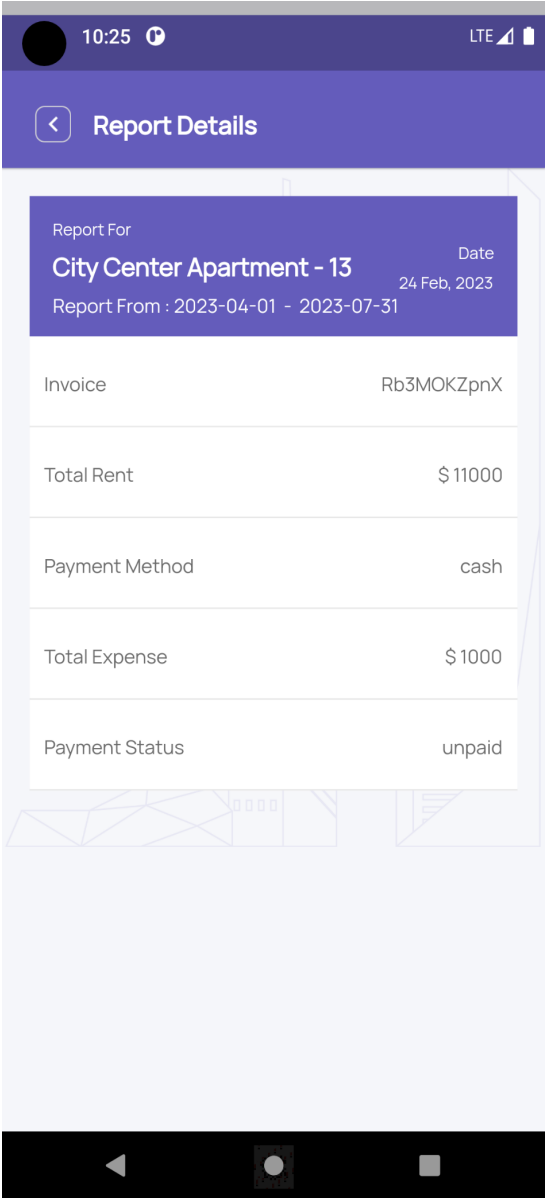 10:25
LTE
Report Details
Report For
City Center Apartment - 13
Date
24 Feb, 2023
Report From : 2023-04-01 - 2023-07-31
Invoice Rb3MOKZpnX
Total Rent $ 11000
Payment Method cash
Total Expense $ 1000
Payment Status unpaid